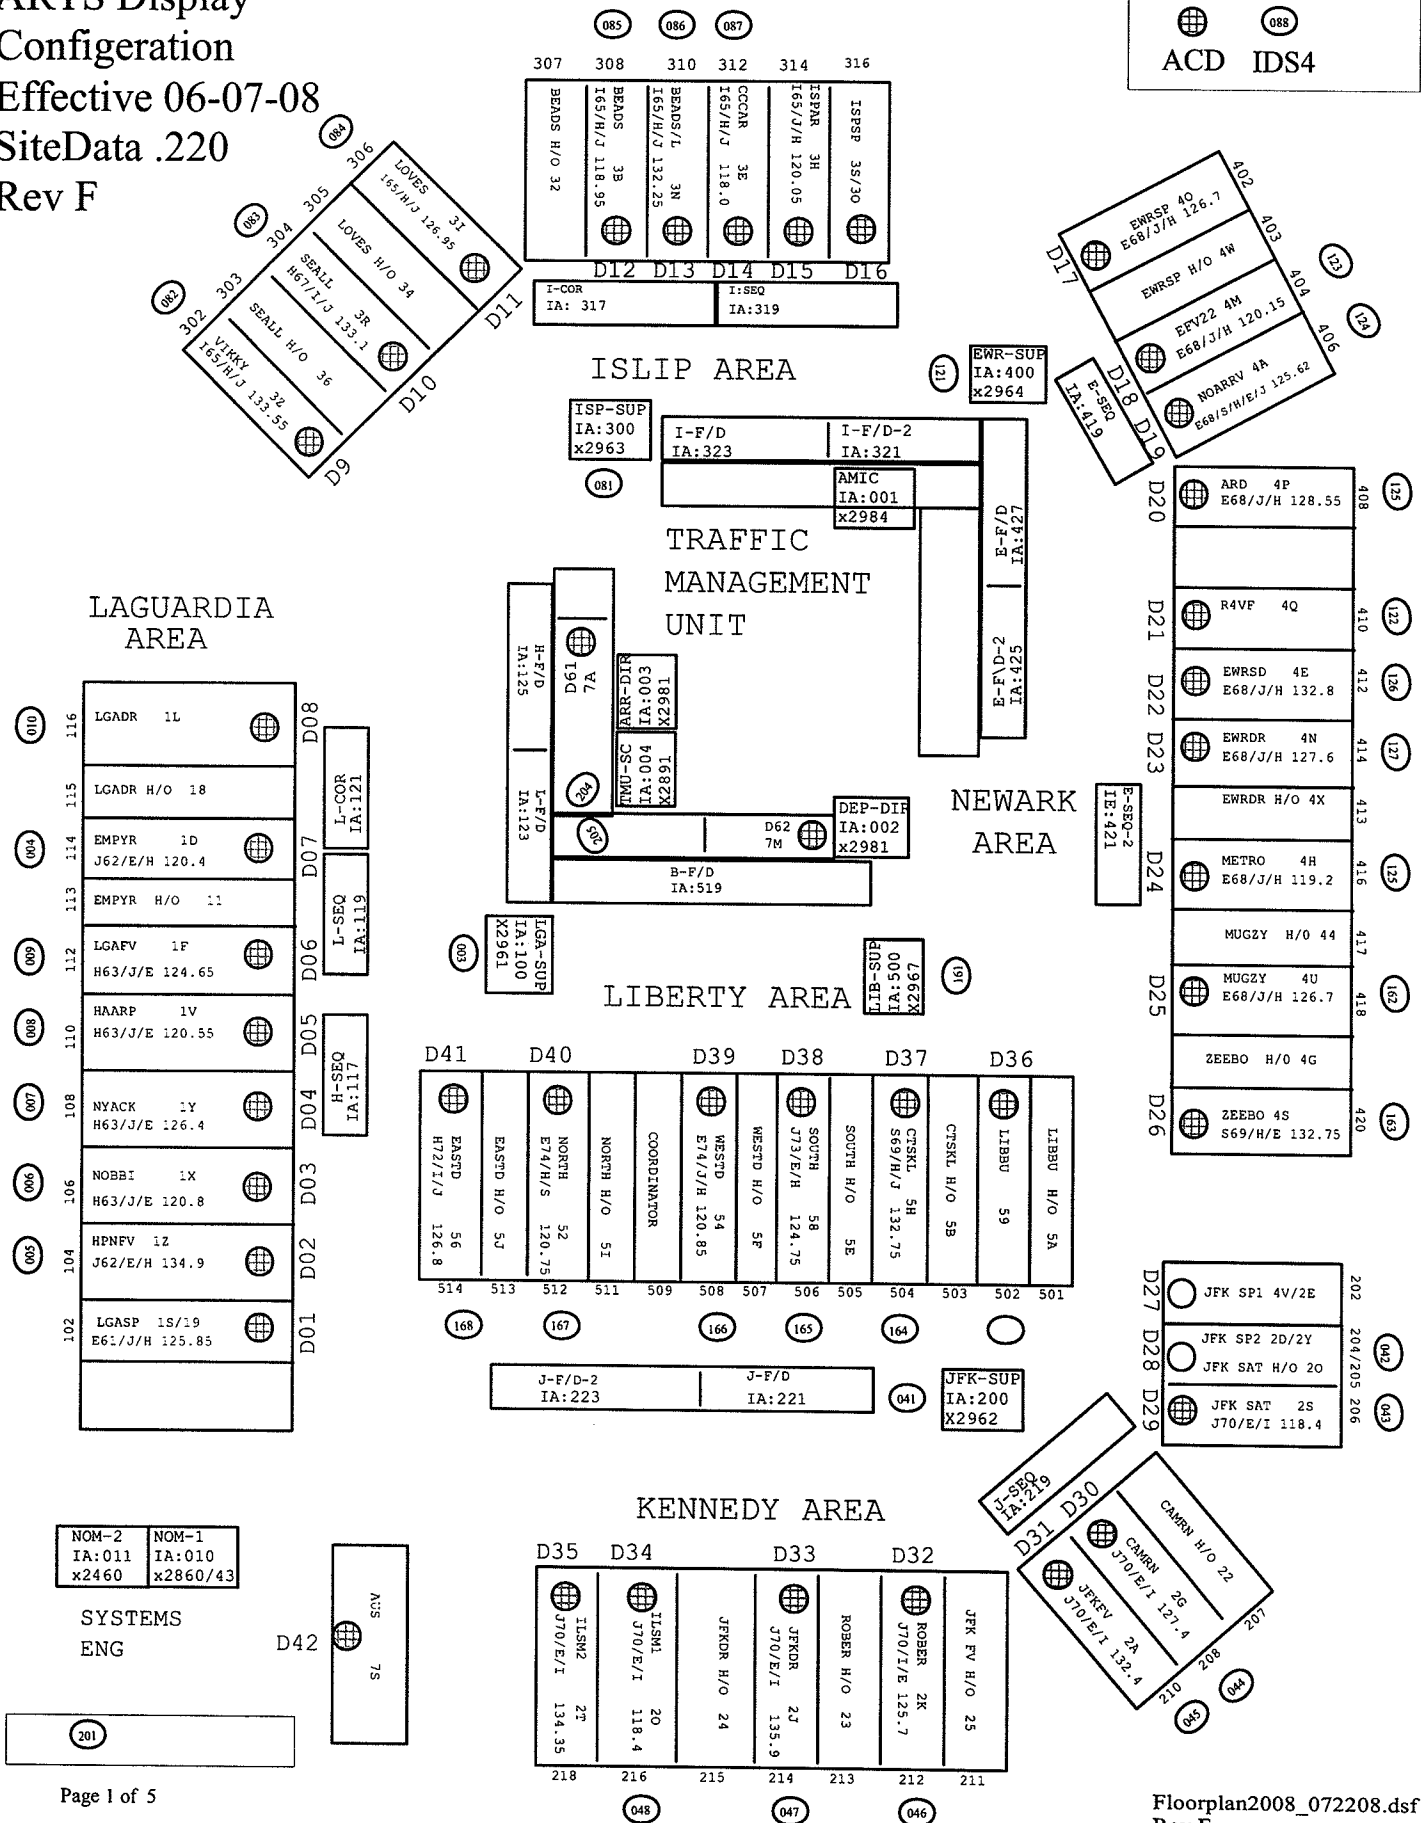 ARTS Display
Configeration
Effective 06-07-08
SiteData .220
Rev F
ACD
088
IDS4
085
086
087
307
308
310
312
314
316
BEADS H/O 32
BEADS 3B
I65/H/J 118.95
BEADS/L 3N
I65/H/J 132.25
CCCAR 3E
I65/H/J 118.0
ISPAR 3H
I65/J/H 120.05
ISPSP 3S/30
D12
D13
D14
D15
D16
I-COR
IA: 317
I:SEQ
IA:319
ISLIP AREA
084
083
082
306
305
304
303
302
LOVES 3I
I65/H/J 126.95
LOVES H/O 34
SEALL 3R
H67/I/J 133.1
SEALL H/O 36
VIKKY 3Z
I65/H/J 133.55
D11
D10
D9
402
403
404
406
123
124
EWRSP 4O
E68/J/H 126.7
EWRSP H/O 4W
EFV22 4M
E68/J/H 120.15
NOARRV 4A
E68/S/H/E/J 125.62
D17
D18
D19
E-SEQ
IA:419
121
EWR-SUP
IA:400
x2964
ISP-SUP
IA:300
x2963
081
I-F/D
IA:323
I-F/D-2
IA:321
AMIC
IA:001
x2984
E-F/D
IA:427
E-F\D-2
IA:425
TRAFFIC
MANAGEMENT
UNIT
H-F/D
IA:125
L-F/D
IA:123
D61
7A
ARR-DIR
IA:003
X2981
TMU-SC
IA:004
X2891
204
205
D62
7M
DEP-DIR
IA:002
x2981
B-F/D
IA:519
LAGUARDIA
AREA
010
116
LGADR 1L
D08
115
LGADR H/O 18
L-COR
IA:121
004
114
EMPYR 1D
J62/E/H 120.4
D07
113
EMPYR H/O 11
L-SEQ
IA:119
009
112
LGAFV 1F
H63/J/E 124.65
D06
008
110
HAARP 1V
H63/J/E 120.55
D05
H-SEQ
IA:117
007
108
NYACK 1Y
H63/J/E 126.4
D04
006
106
NOBBI 1X
H63/J/E 120.8
D03
005
104
HPNFV 1Z
J62/E/H 134.9
D02
102
LGASP 1S/19
E61/J/H 125.85
D01
NEWARK
AREA
D20
ARD 4P
E68/J/H 128.55
408
125
D21
R4VF 4Q
410
122
D22
EWRSD 4E
E68/J/H 132.8
412
126
D23
EWRDR 4N
E68/J/H 127.6
414
127
EWRDR H/O 4X
413
E-SEQ-2
IE:421
D24
METRO 4H
E68/J/H 119.2
416
125
MUGZY H/O 44
417
D25
MUGZY 4U
E68/J/H 126.7
418
162
ZEEBO H/O 4G
D26
ZEEBO 4S
S69/H/E 132.75
420
163
003
LGA-SUP
IA:100
X2961
LIBERTY AREA
LIB-SUP
IA:500
X2967
161
D41
D40
D39
D38
D37
D36
EASTD 56
H72/I/J 126.8
EASTD H/O 5J
NORTH 52
E74/H/S 120.75
NORTH H/O 5I
COORDINATOR
WESTD 54
E74/J/H 120.85
WESTD H/O 5F
SOUTH 58
J73/E/H 124.75
SOUTH H/O 5E
CTSKL 5H
S69/H/J 132.75
CTSKL H/O 5B
LIBBU 59
LIBBU H/O 5A
514
513
512
511
509
508
507
506
505
504
503
502
501
168
167
166
165
164
J-F/D-2
IA:223
J-F/D
IA:221
041
JFK-SUP
IA:200
X2962
D27
JFK SP1 4V/2E
202
D28
JFK SP2 2D/2Y
JFK SAT H/O 2O
204/205
042
D29
JFK SAT 2S
J70/E/I 118.4
206
043
J-SEQ
IA:219
D31
D30
CAMRN H/O 22
CAMRN 2G
J70/E/I 127.4
JFKFV 2A
J70/E/I 132.4
207
208
210
044
045
KENNEDY AREA
D35
D34
D33
D32
ILSM2 2T
J70/E/I 134.35
ILSM1 2O
J70/E/I 118.4
JFKDR H/O 24
JFKDR 2J
J70/E/I 135.9
ROBER H/O 23
ROBER 2K
J70/I/E 125.7
JFK FV H/O 25
218
216
215
214
213
212
211
048
047
046
NOM-2
IA:011
x2460
NOM-1
IA:010
x2860/43
SYSTEMS
ENG
D42
AUS 7S
201
Page 1 of 5
Floorplan2008_072208.dsf